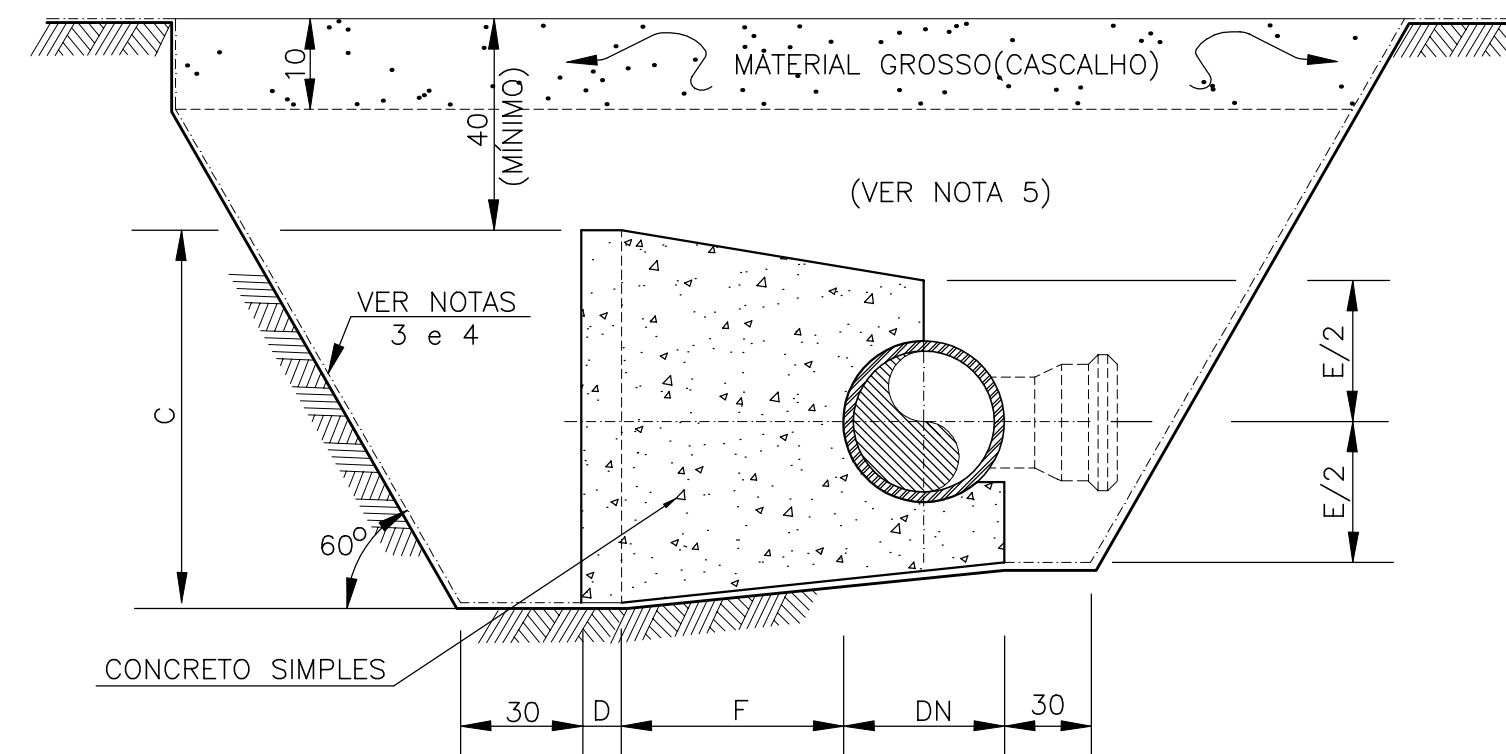 10
MATERIAL GROSSO(CASCALHO)
40
(MÍNIMO)
(VER NOTA 5)
VER NOTAS
3 e 4
C
E/2
E/2
60°
CONCRETO SIMPLES
30
D
F
DN
30